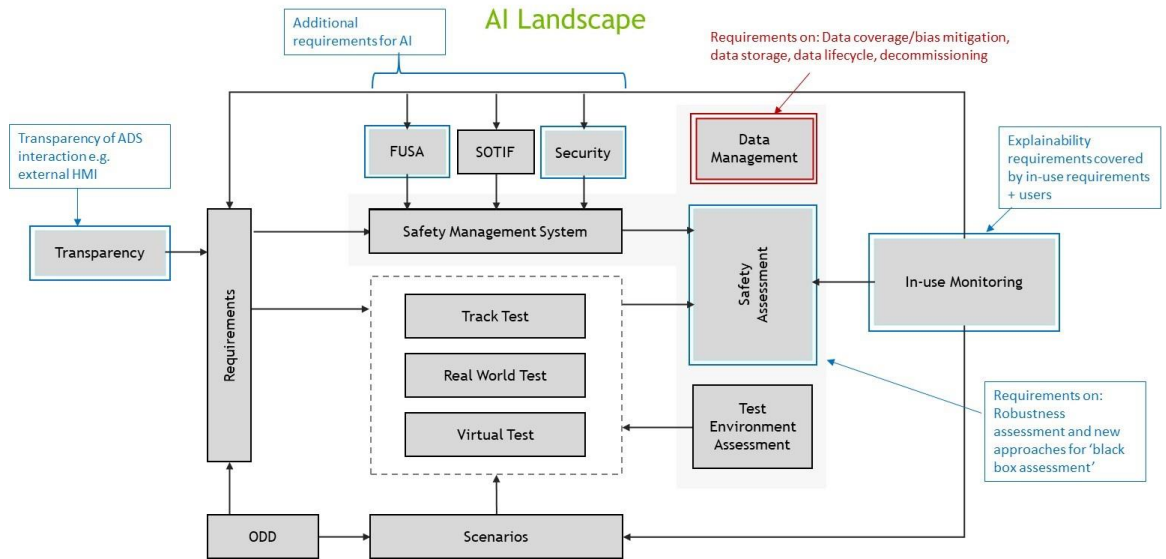 AI Landscape
Additional
requirements for AI
Requirements on: Data coverage/bias mitigation,
data storage, data lifecycle, decommissioning
Transparency of ADS
interaction e.g.
external HMI
FUSA
SOTIF
Security
Data
Management
Explainability
requirements covered
by in-use requirements
+ users
Transparency
Requirements
Safety Management System
Safety
Assessment
In-use Monitoring
Track Test
Real World Test
Virtual Test
Test
Environment
Assessment
Requirements on:
Robustness
assessment and new
approaches for ‘black
box assessment’
ODD
Scenarios